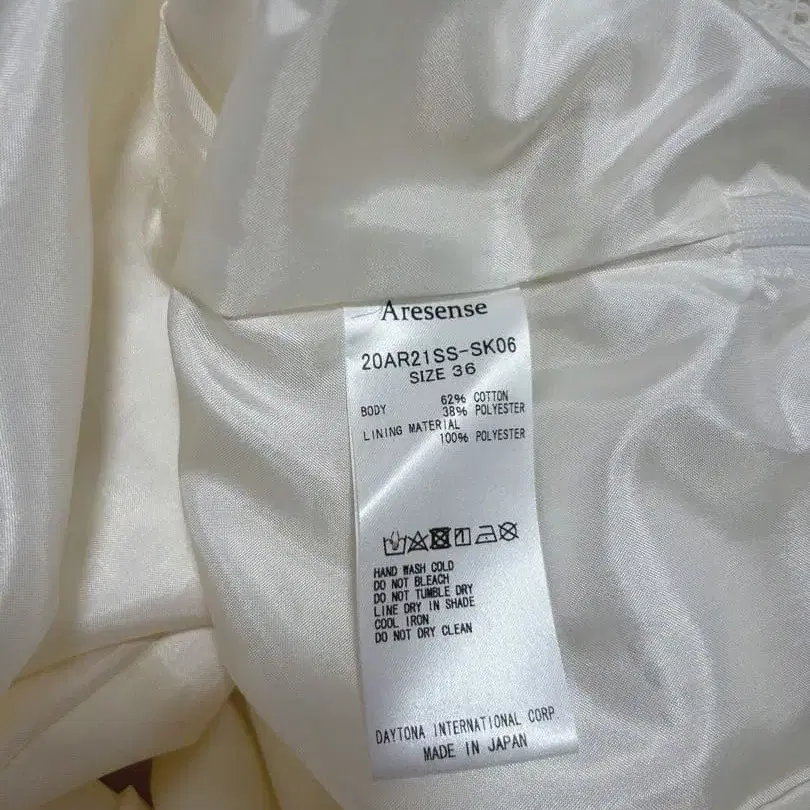 Aresense
20AR21SS-SK06
SIZE 36
BODY 62% COTTON
38% POLYESTER
LINING MATERIAL
100% POLYESTER
HAND WASH COLD
DO NOT BLEACH
DO NOT TUMBLE DRY
LINE DRY IN SHADE
COOL IRON
DO NOT DRY CLEAN
DAYTONA INTERNATIONAL CORP
MADE IN JAPAN